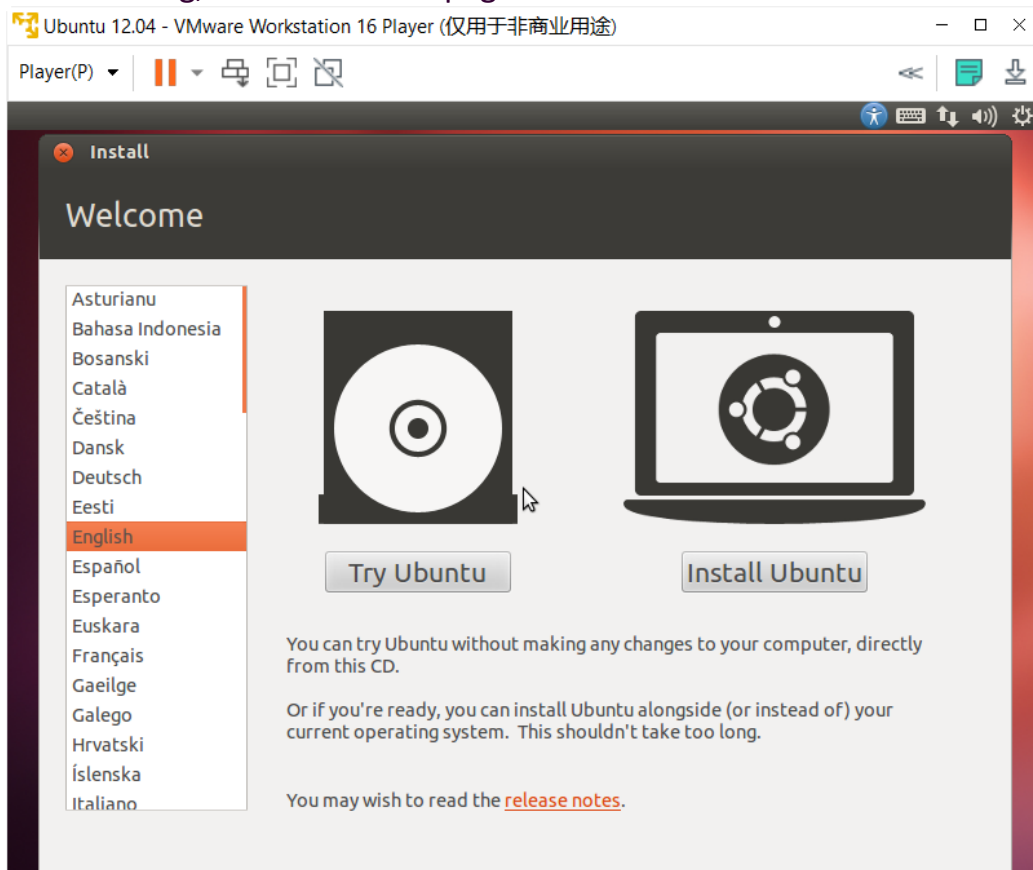 Ubuntu 12.04 - VMware Workstation 16 Player (仅用于非商业用途)
Player(P)
Install
Welcome
Asturianu
Bahasa Indonesia
Bosanski
Català
Čeština
Dansk
Deutsch
Eesti
English
Español
Esperanto
Euskara
Français
Gaeilge
Galego
Hrvatski
Íslenska
Italiano
Try Ubuntu
Install Ubuntu
You can try Ubuntu without making any changes to your computer, directly
from this CD.
Or if you're ready, you can install Ubuntu alongside (or instead of) your
current operating system. This shouldn't take too long.
You may wish to read the release notes.